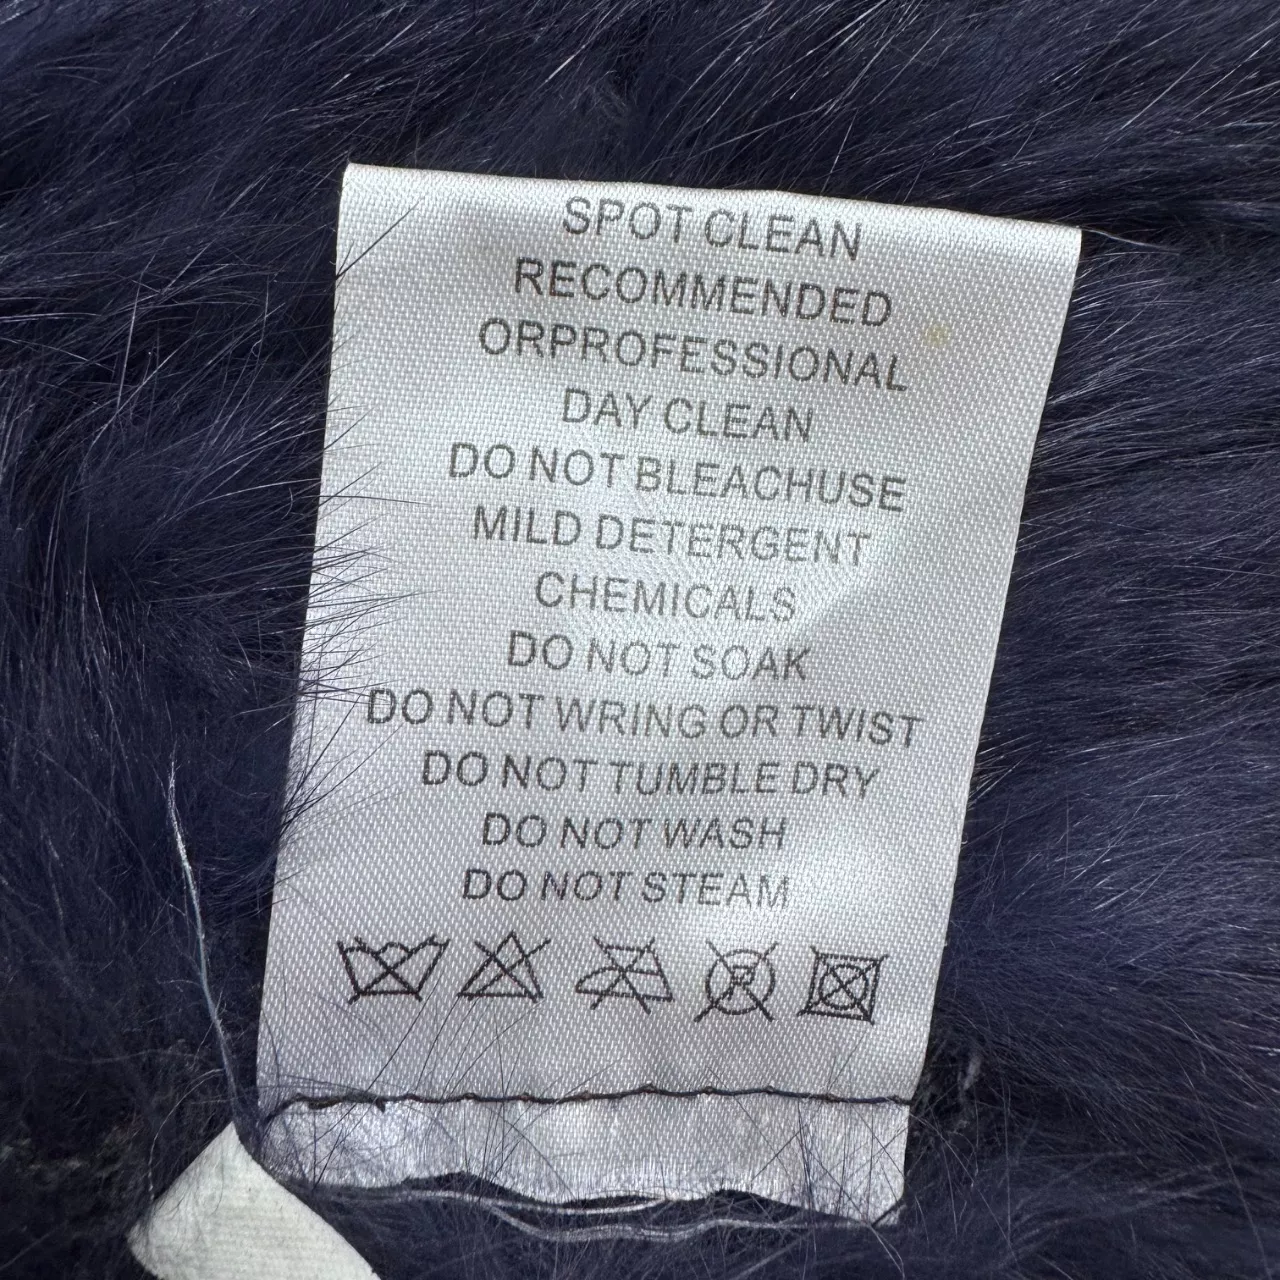 SPOT CLEAN
RECOMMENDED
ORPROFESSIONAL
DAY CLEAN
DO NOT BLEACHUSE
MILD DETERGENT
CHEMICALS
DO NOT SOAK
DO NOT WRING OR TWIST
DO NOT TUMBLE DRY
DO NOT WASH
DO NOT STEAM
P